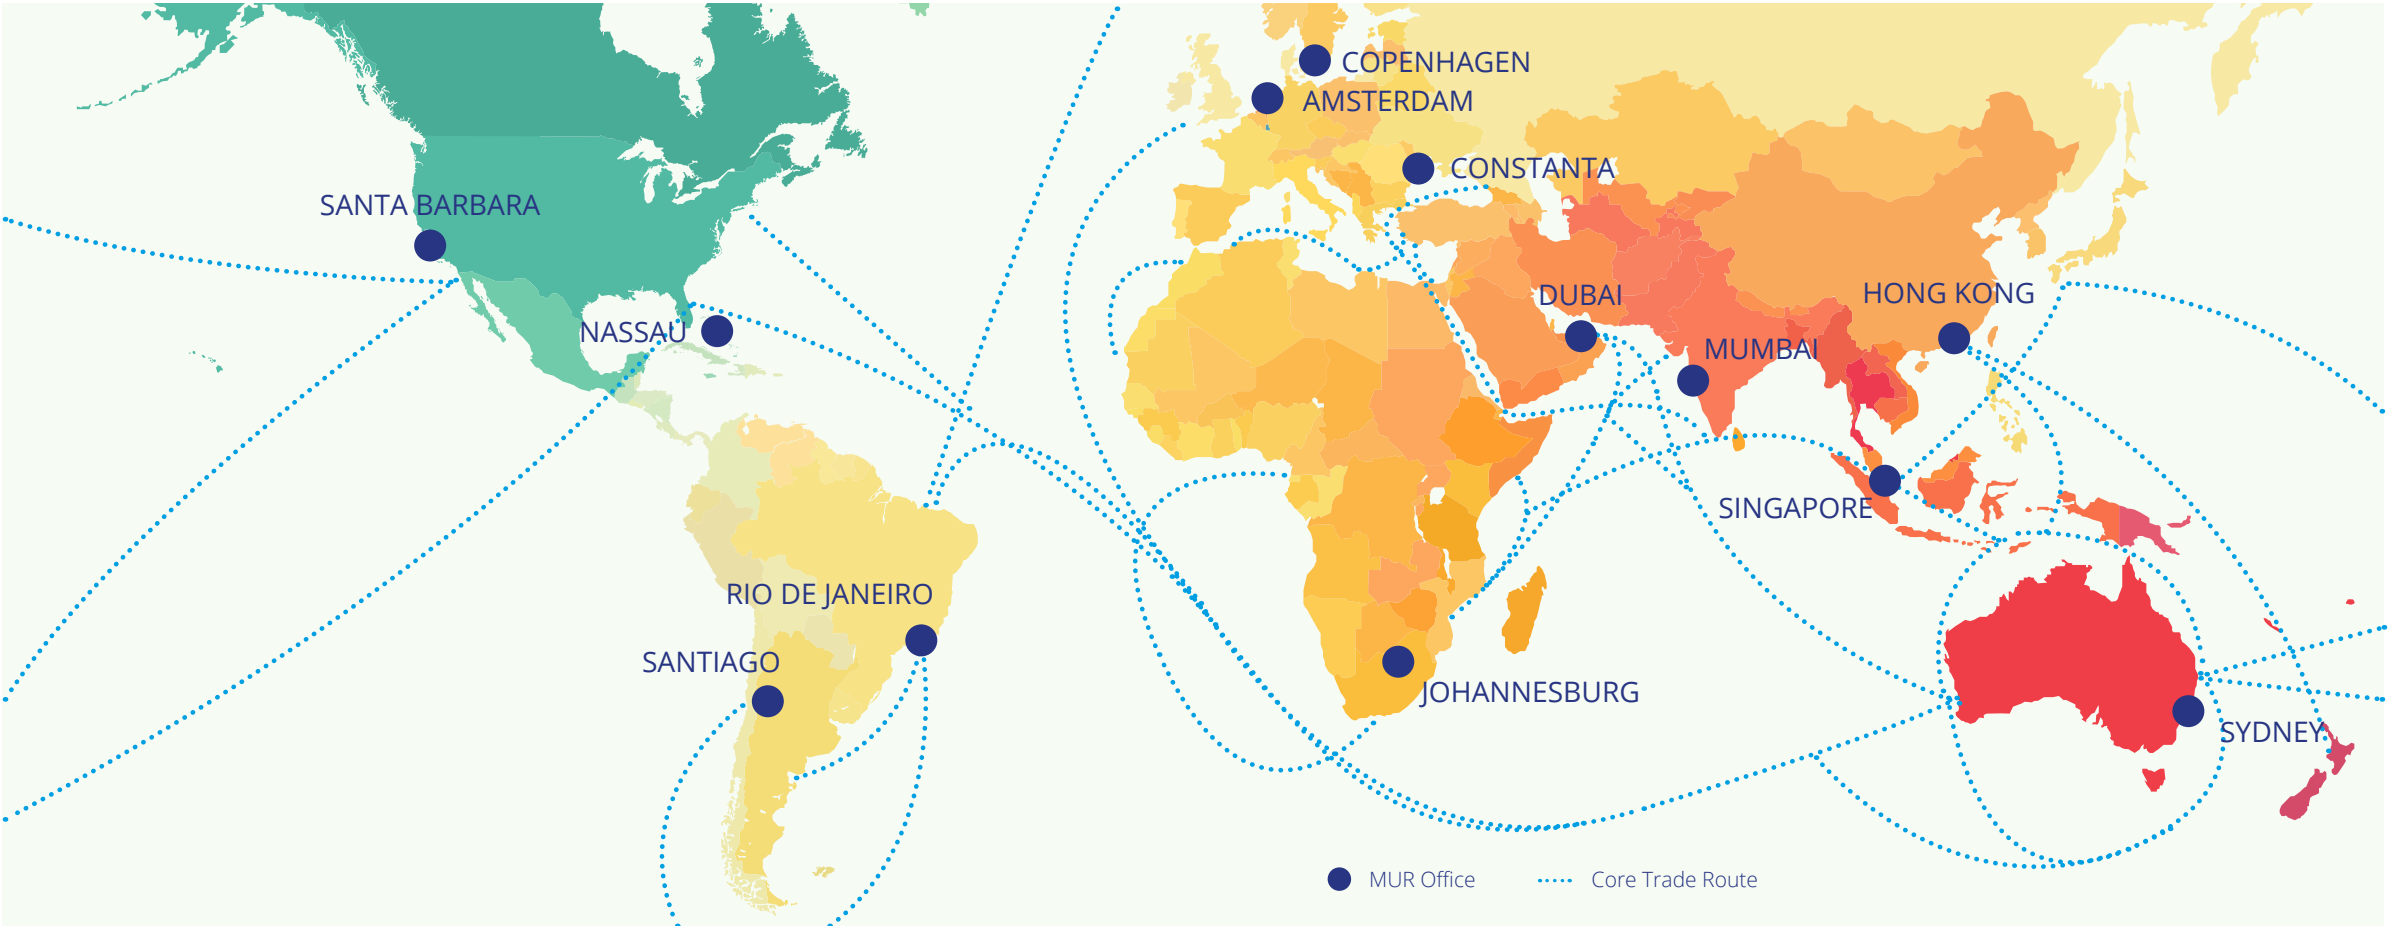 COPENHAGEN
AMSTERDAM
CONSTANTA
SANTA BARBARA
DUBAI
HONG KONG
NASSAU
MUMBAI
SINGAPORE
RIO DE JANEIRO
SANTIAGO
JOHANNESBURG
SYDNEY
MUR Office
Core Trade Route